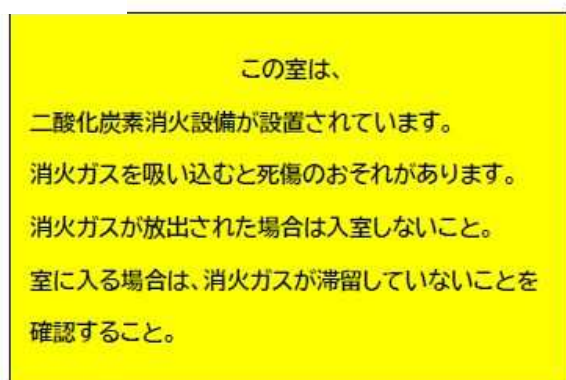 この室は、
二酸化炭素消火設備が設置されています。
消火ガスを吸い込むと死傷のおそれがあります。
消火ガスが放出された場合は入室しないこと。
室に入る場合は、消火ガスが滞留していないことを
確認すること。